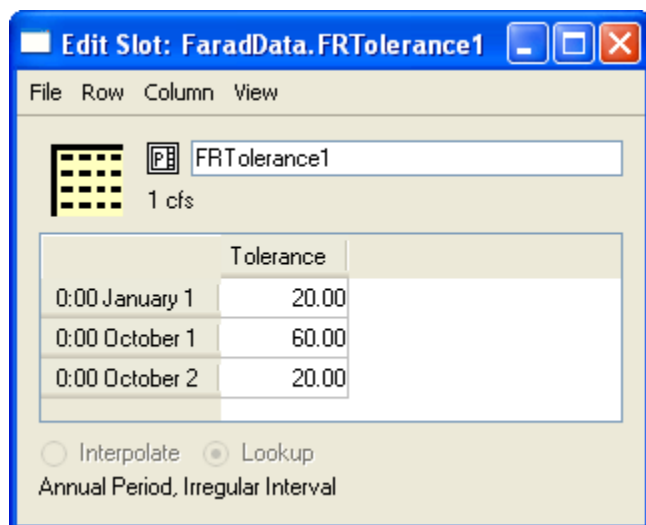 Edit Slot: FaradData.FRTolerance1
File Row Column View
P FRTolerance1
1 cfs
Tolerance
0:00 January 1 20.00
0:00 October 1 60.00
0:00 October 2 20.00
Interpolate Lookup
Annual Period, Irregular Interval